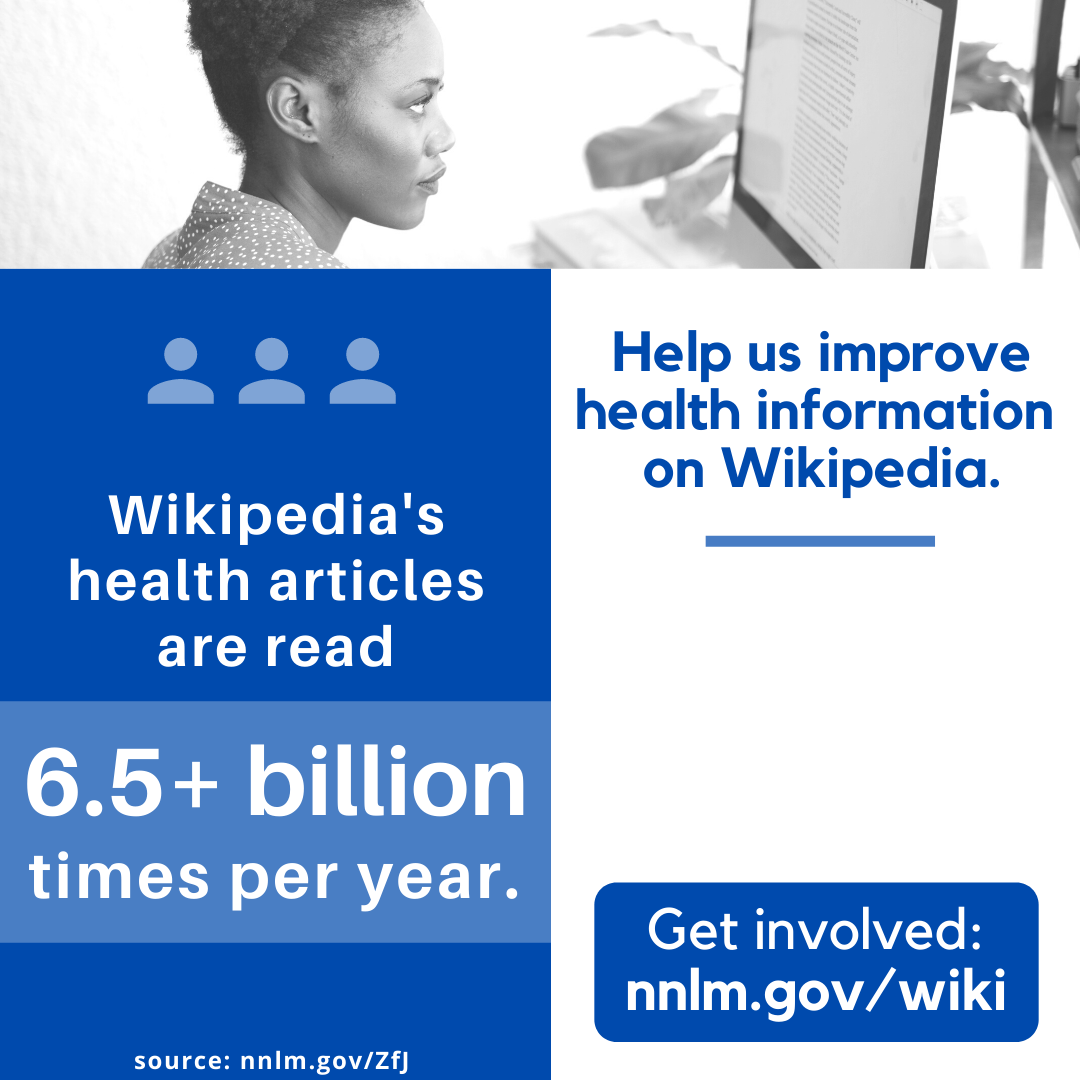 Wikipedia's
health articles
are read
6.5+ billion
times per year.
source: nnlm.gov/ZfJ
Help us improve
health information
on Wikipedia.
Get involved:
nnlm.gov/wiki